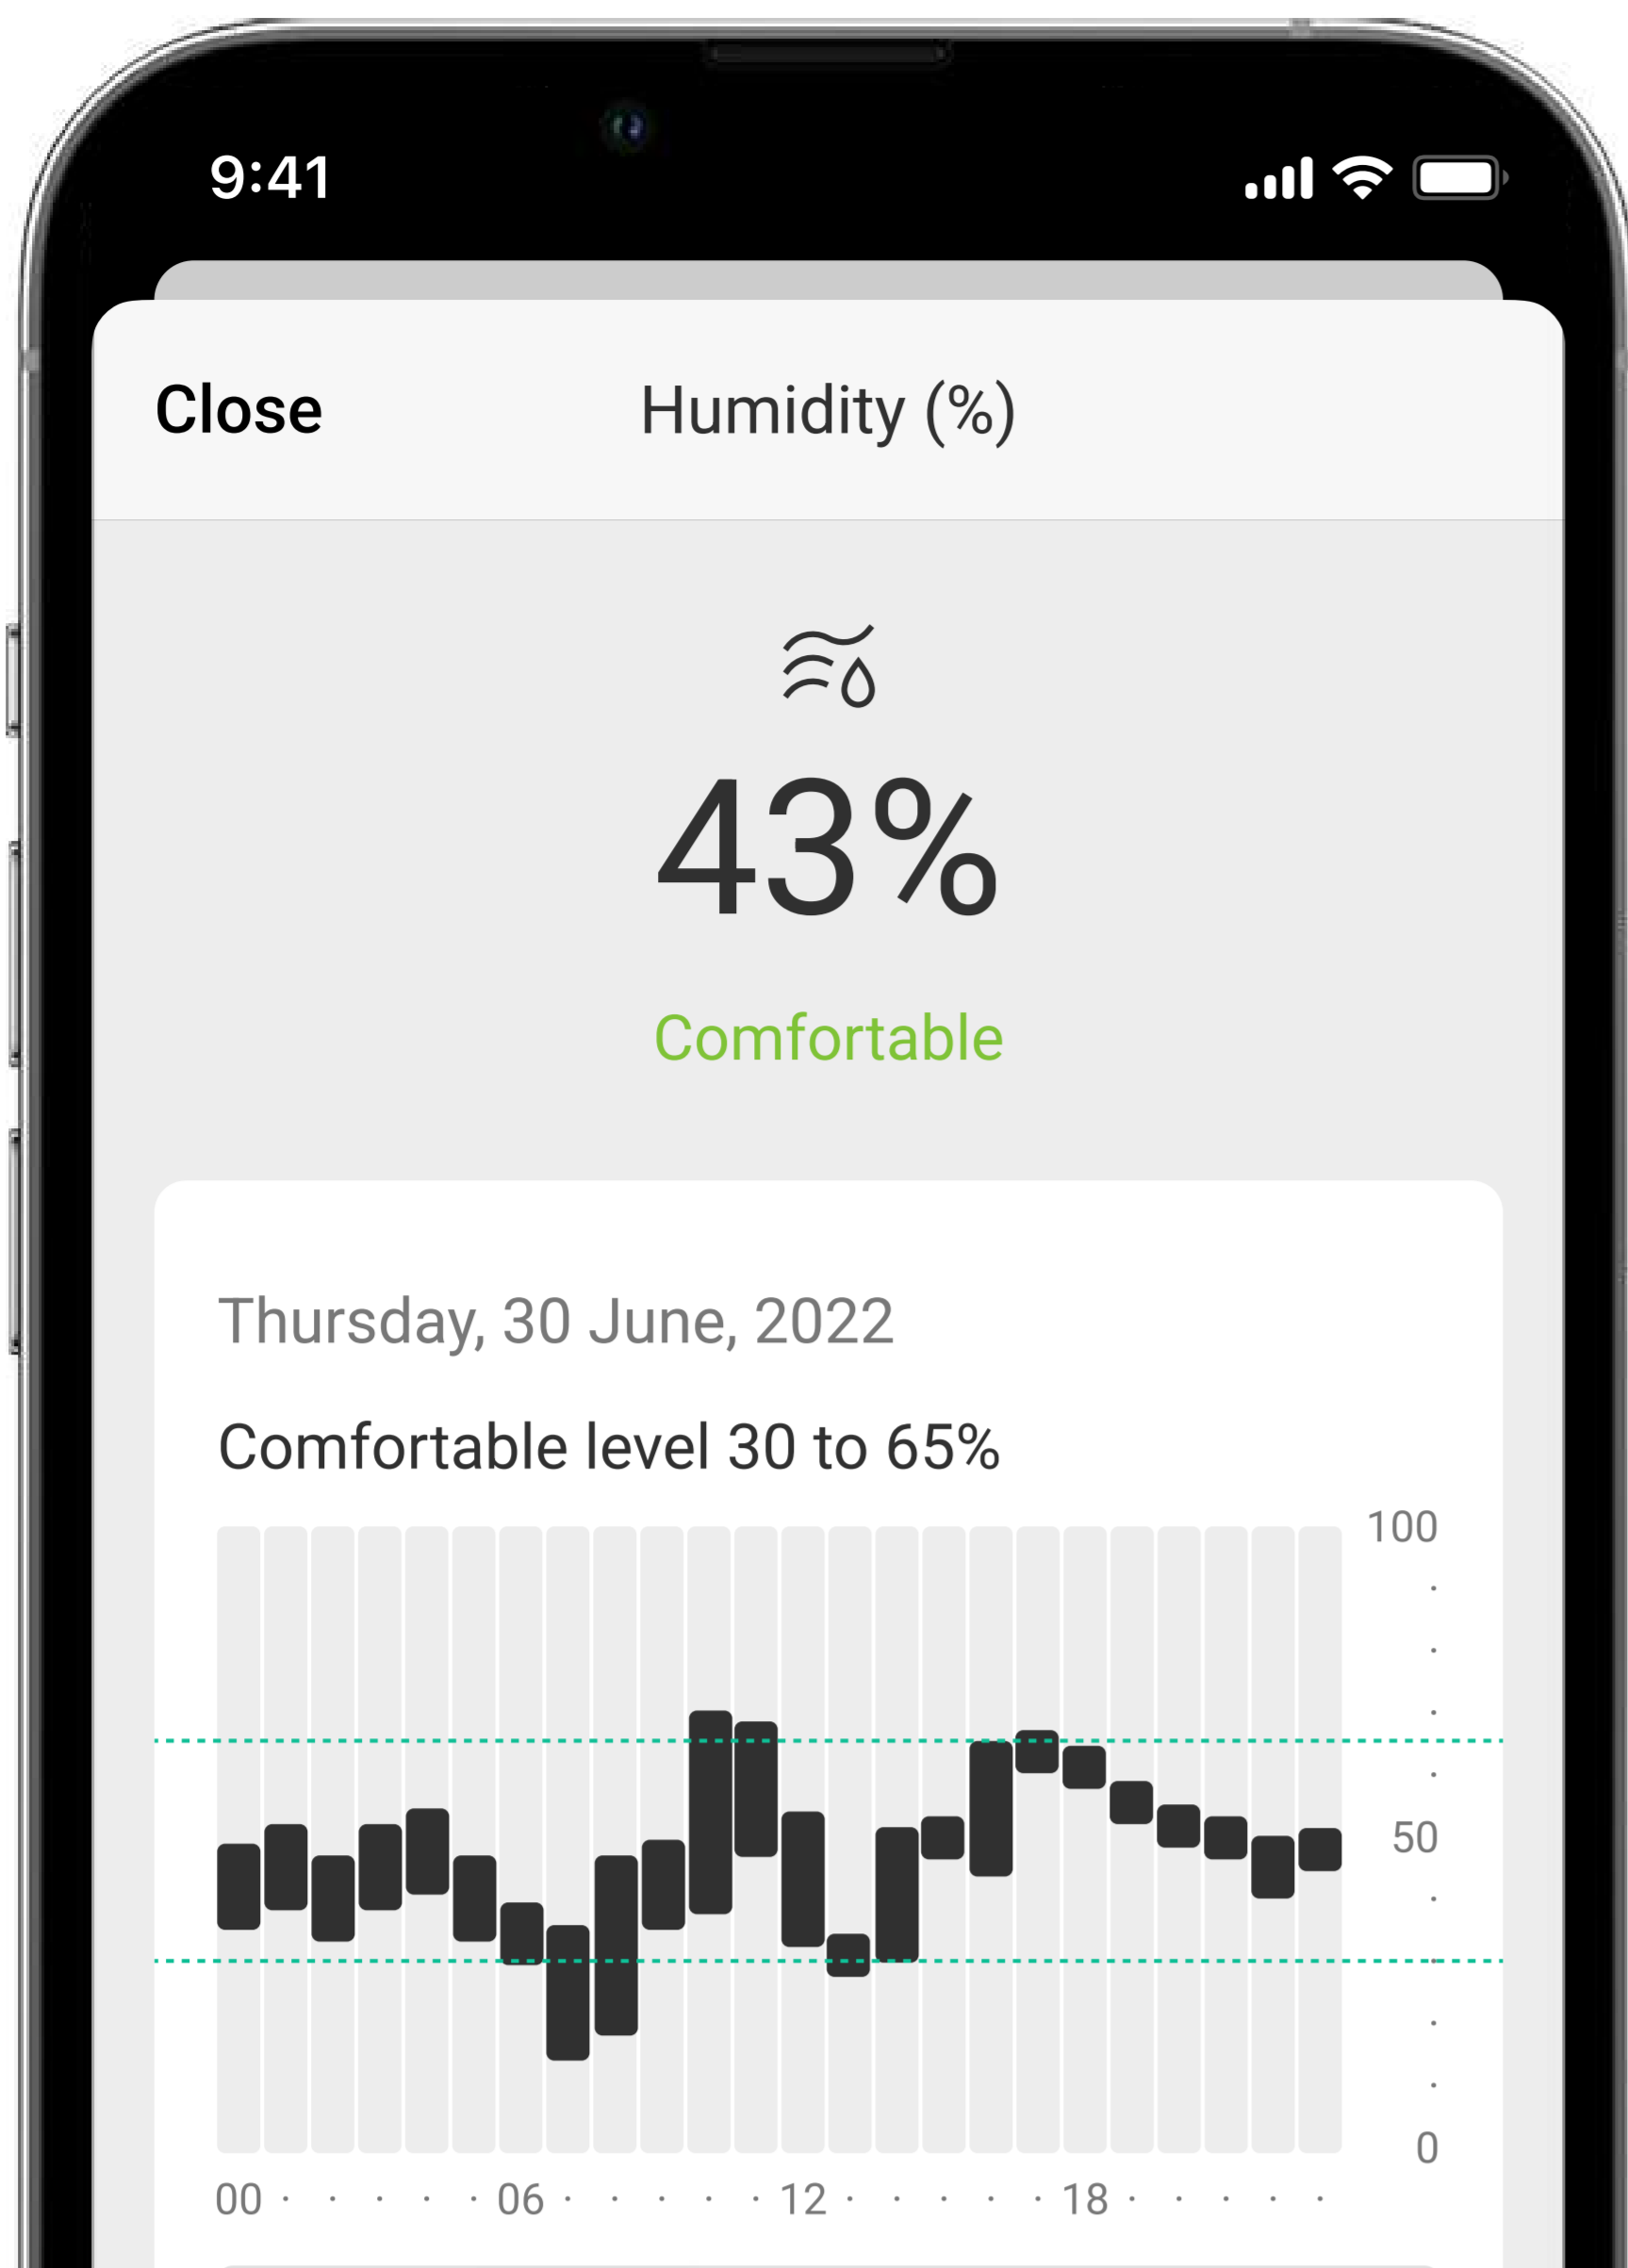 9:41
Close Humidity (%)
43%
Comfortable
Thursday, 30 June, 2022
Comfortable level 30 to 65%
100
50
0
00 · · · · · 06 · · · · · 12 · · · · · 18 · · · · ·